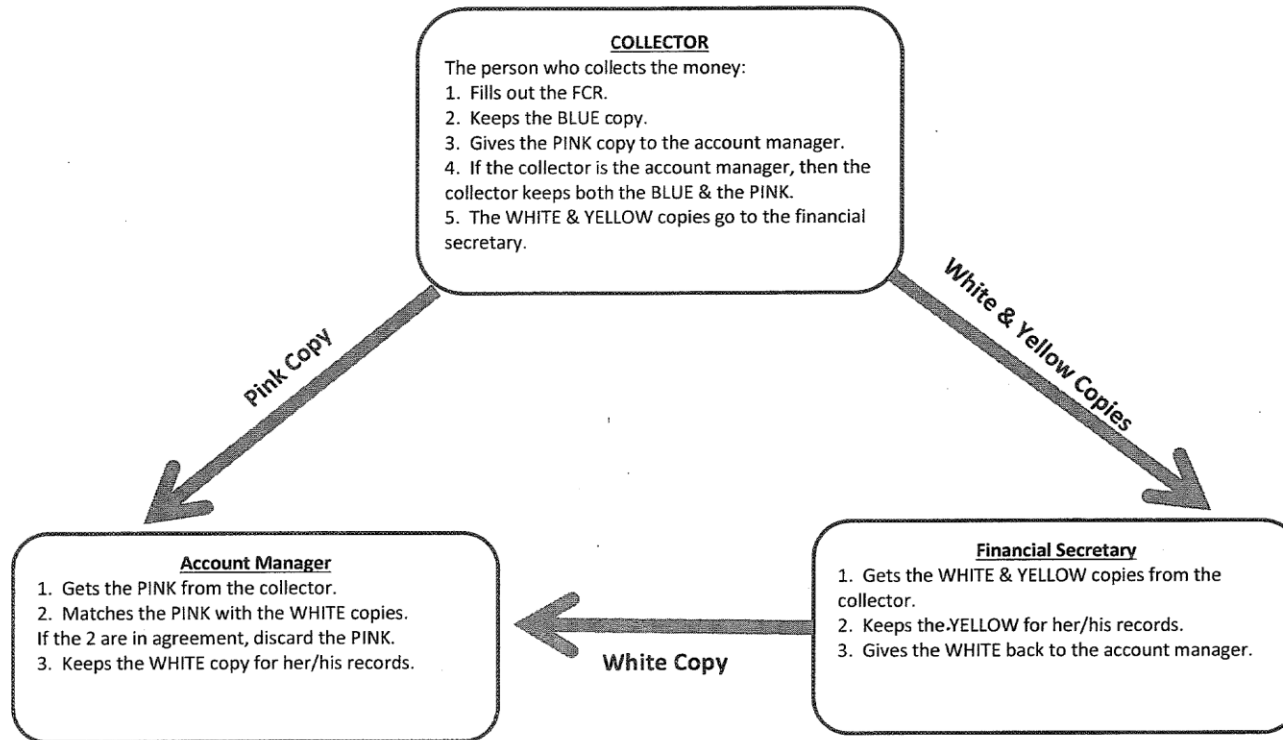 COLLECTOR
The person who collects the money:
1. Fills out the FCR.
2. Keeps the BLUE copy.
3. Gives the PINK copy to the account manager.
4. If the collector is the account manager, then the
collector keeps both the BLUE & the PINK.
5. The WHITE & YELLOW copies go to the financial
secretary.
Pink Copy
White & Yellow Copies
Account Manager
1. Gets the PINK from the collector.
2. Matches the PINK with the WHITE copies.
If the 2 are in agreement, discard the PINK.
3. Keeps the WHITE copy for her/his records.
White Copy
Financial Secretary
1. Gets the WHITE & YELLOW copies from the
collector.
2. Keeps the YELLOW for her/his records.
3. Gives the WHITE back to the account manager.